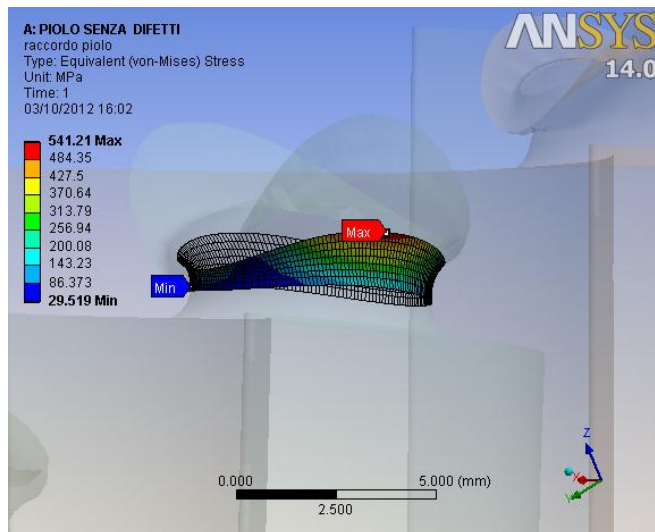 A: PIOLO SENZA DIFETTI
raccordo piolo
Type: Equivalent (von-Mises) Stress
Unit: MPa
Time: 1
03/10/2012 16:02
ANSYS
14.0
541.21 Max
484.35
427.5
370.64
313.79
256.94
200.08
143.23
86.373
29.519 Min
Max
Min
0.000
5.000 (mm)
2.500
Z
X
Y